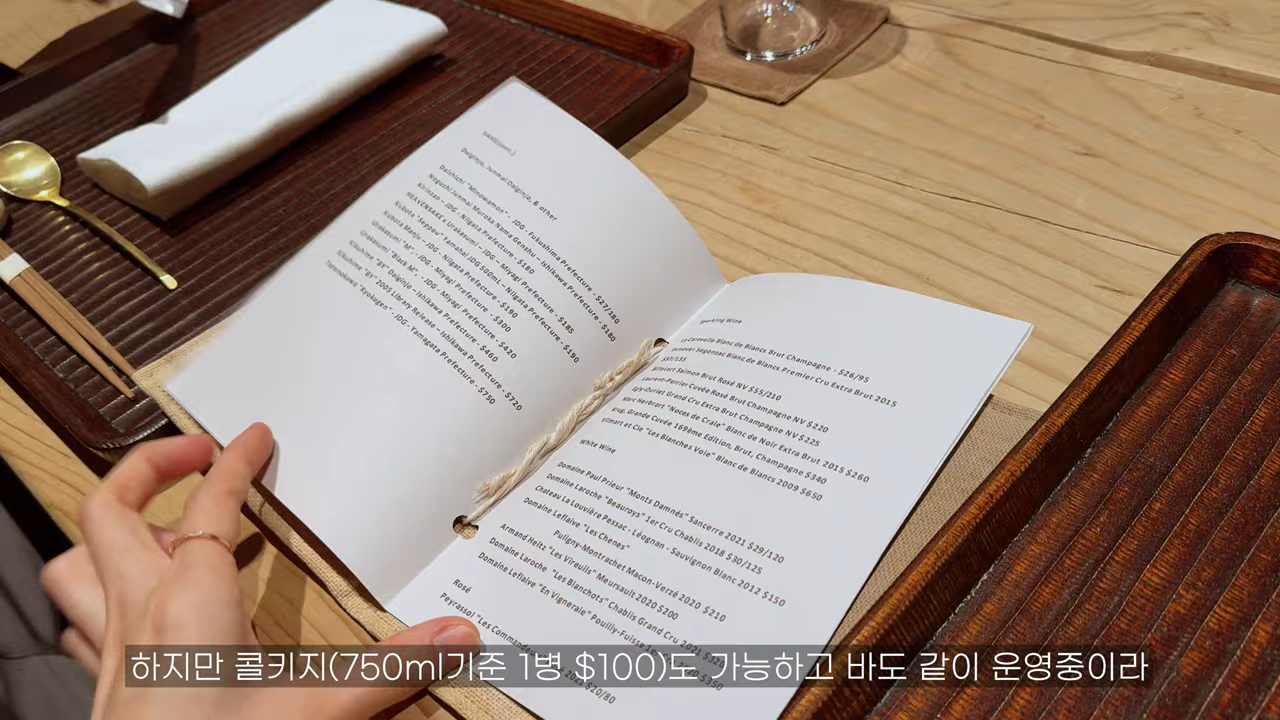 Daiginjo, Junmai Daiginjo, & other
Daishichi "Minowamon" - JDG - Fukushima Prefecture - $27/180
Noguchi Junmai Muroka Nama Genshu – Ishikawa Prefecture - $180
Kirinzan – JDG - Niigata Prefecture - $180
HEAVENSAKE x Urakasumi – JDG – Miyagi Prefecture - $185
Kubota "Seppou" Yamahai JDG 500mL - Niigata Prefecture - $190
Kubota Manju - JDG - Niigata Prefecture - $190
Urakasumi "M", - JDG - Miyagi Prefecture - $300
Urakasumi "Black M", - JDG - Miyagi Prefecture - $420
Kikuhime "BY" Daiginjo – Ishikawa Prefecture - $460
Kikuhime "BY" 2005 Library Release – Ishikawa Prefecture - $720
Tatenokawa "Kyokugen" - JDG - Yamagata Prefecture - $750
Sparkling Wine
La Caravelle Blanc de Blancs Brut Champagne - $26/95
Segonzac Blanc de Blancs Premier Cru Extra Brut 2015
$37/135
Billecart Salmon Brut Rosé NV $55/210
Laurent-Perrier Cuvée Rosé Brut Champagne NV $220
Egly-Ouriet Grand Cru Extra Brut Champagne NV $225
Marc Herbrart "Noces de Craie" Blanc de Noir Extra Brut 2015 $260
Krug, Grande Cuvée 169ème Edition, Brut, Champagne $340
Vilmart et Cie "Les Blanches Voie" Blanc de Blancs 2009 $650
White Wine
Domaine Paul Prieur "Monts Damnés" Sancerre 2021 $29/120
Domaine Laroche "Beauroys" 1er Cru Chablis 2018 $30/125
Chateau La Louvière Pessac - Léognan - Sauvignon Blanc 2012 $150
Domaine Leflaive "Les Chenes"
Puligny-Montrachet Macon-Verzé 2020 $210
Armand Heitz "Les Vireuils" Meursault 2020 $200
Domaine Laroche "Les Blanchots" Chablis Grand Cru 2021
Domaine Leflaive "En Vigneraie" Pouilly-Fuisse $350
Rosé
Peyrassol "Les $20/80
하지만 콜키지(750ml기준 1병 $100)도 가능하고 바도 같이 운영중이라